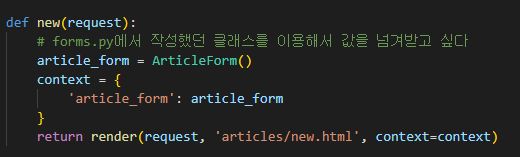 def new(request):
    # forms.py에서 작성했던 클래스를 이용해서 값을 넘겨받고 싶다
    article_form = ArticleForm()
    context = {
        'article_form': article_form
    }
    return render(request, 'articles/new.html', context=context)